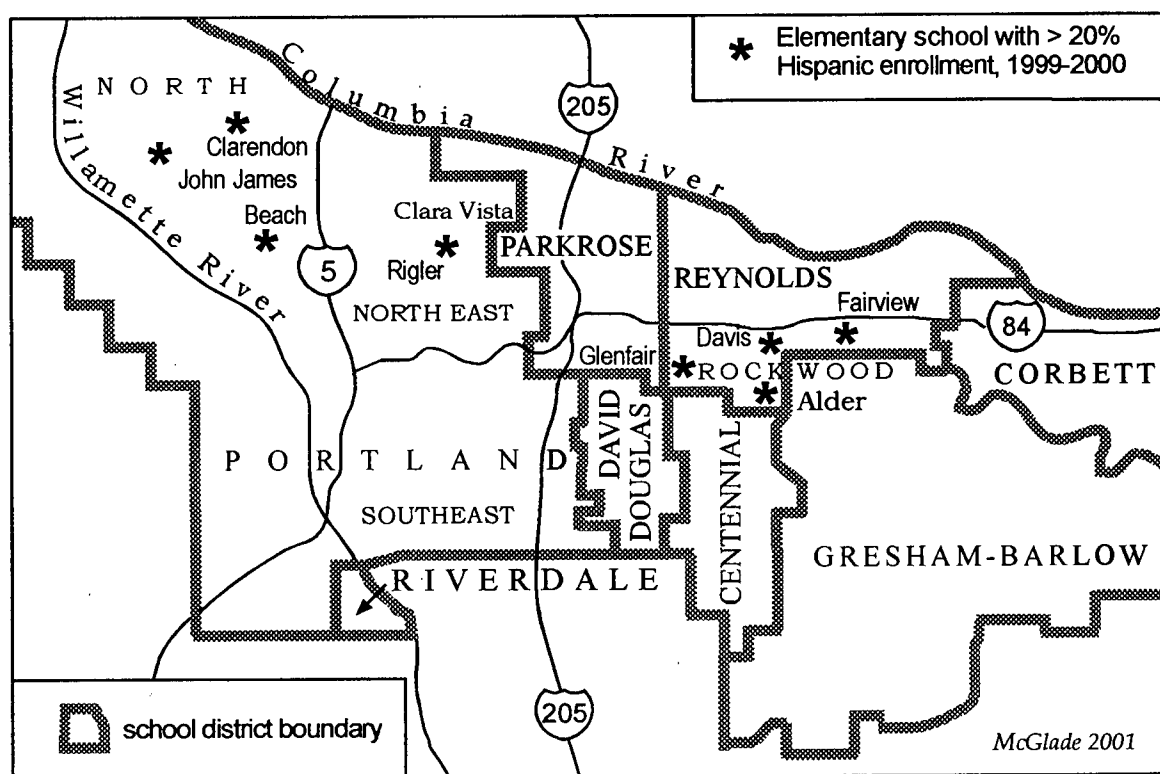 Elementary school with > 20%
Hispanic enrollment, 1999-2000
Columbia River
Willamette River
NORTH
205
Clarendon
John James
Beach
Clara Vista
PARKROSE
Rigler
5
REYNOLDS
NORTH EAST
Fairview
84
Davis
Glenfair
ROCKWOOD
CORBETT
Alder
DAVID
DOUGLAS
PORTLAND
CENTENNIAL
SOUTHEAST
GRESHAM-BARLOW
RIVERDALE
205
school district boundary
McGlade 2001